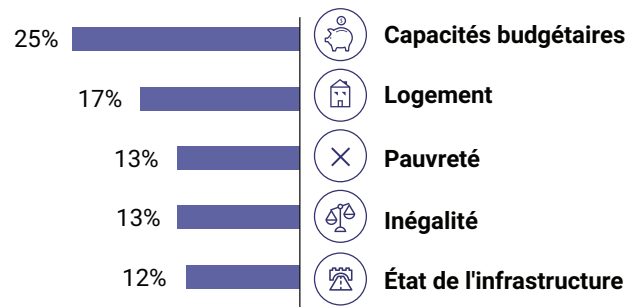 25% Capacités budgétaires
17% Logement
13% Pauvreté
13% Inégalité
12% État de l'infrastructure